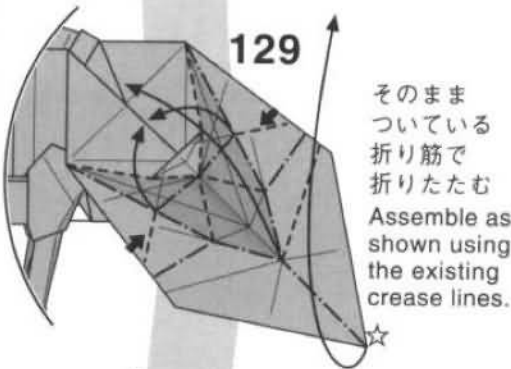 129
そのまま
ついている
折り筋で
折りたたむ
Assemble as
shown using
the existing
crease lines.